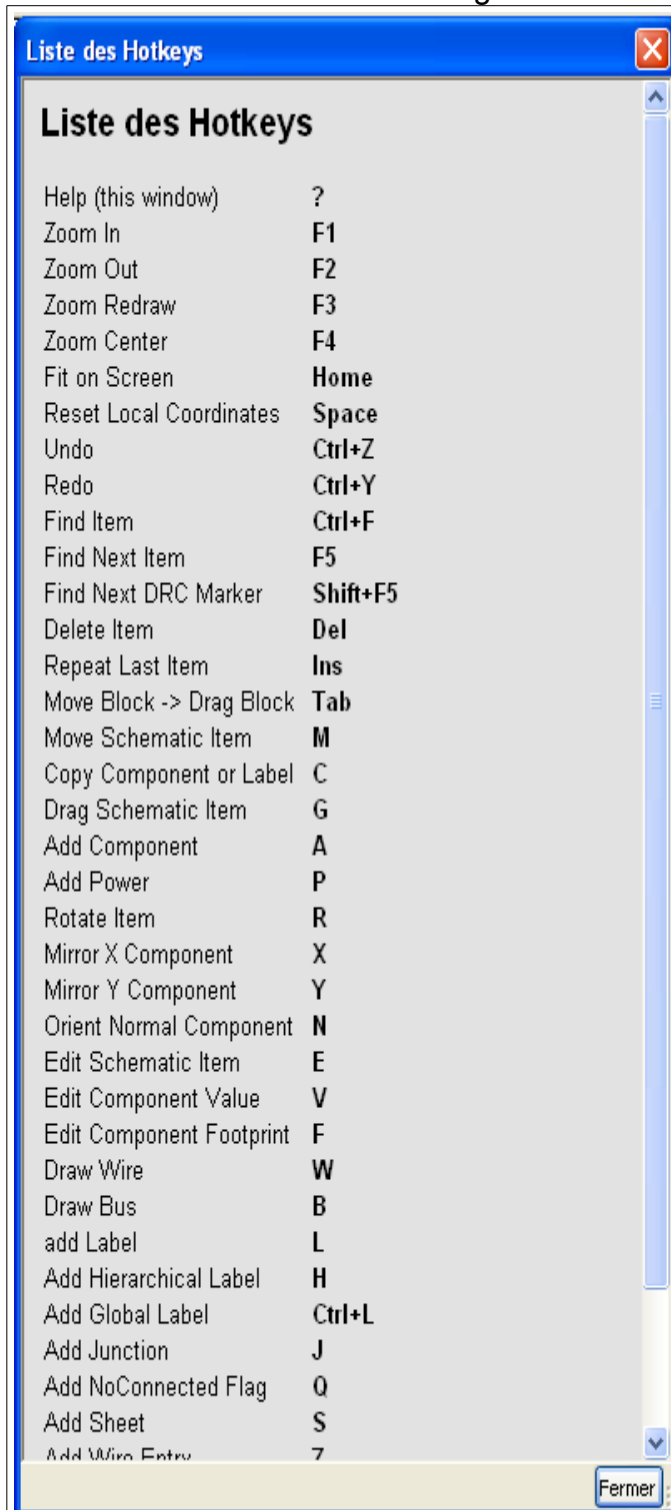 Liste des Hotkeys
Liste des Hotkeys
Help (this window) ?
Zoom In F1
Zoom Out F2
Zoom Redraw F3
Zoom Center F4
Fit on Screen Home
Reset Local Coordinates Space
Undo Ctrl+Z
Redo Ctrl+Y
Find Item Ctrl+F
Find Next Item F5
Find Next DRC Marker Shift+F5
Delete Item Del
Repeat Last Item Ins
Move Block -> Drag Block Tab
Move Schematic Item M
Copy Component or Label C
Drag Schematic Item G
Add Component A
Add Power P
Rotate Item R
Mirror X Component X
Mirror Y Component Y
Orient Normal Component N
Edit Schematic Item E
Edit Component Value V
Edit Component Footprint F
Draw Wire W
Draw Bus B
add Label L
Add Hierarchical Label H
Add Global Label Ctrl+L
Add Junction J
Add NoConnected Flag Q
Add Sheet S
Add Wire Entry Z
Fermer